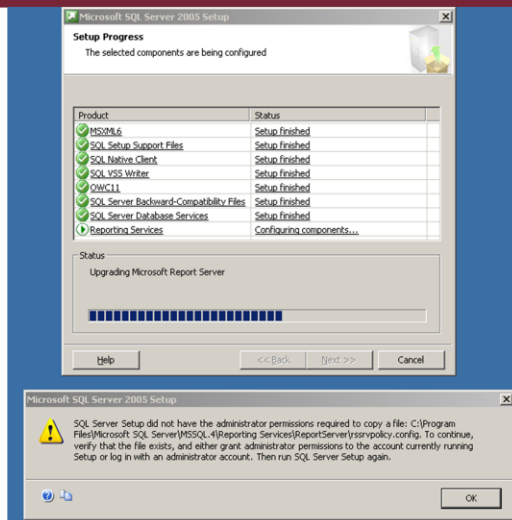 Microsoft SQL Server 2005 Setup
Setup Progress
The selected components are being configured
Product Status
MSXML6 Setup finished
SQL Setup Support Files Setup finished
SQL Native Client Setup finished
SQL VSS Writer Setup finished
OWC11 Setup finished
SQL Server Backward-Compatibility Files Setup finished
SQL Server Database Services Setup finished
Reporting Services Configuring components...
Status
Upgrading Microsoft Report Server
Help << Back Next >> Cancel
Microsoft SQL Server 2005 Setup
SQL Server Setup did not have the administrator permissions required to copy a file: C:\Program
Files\Microsoft SQL Server\MSSQL.4\Reporting Services\ReportServer\rssrvpolicy.config. To continue,
verify that the file exists, and either grant administrator permissions to the account currently running
Setup or log in with an administrator account. Then run SQL Server Setup again.
OK